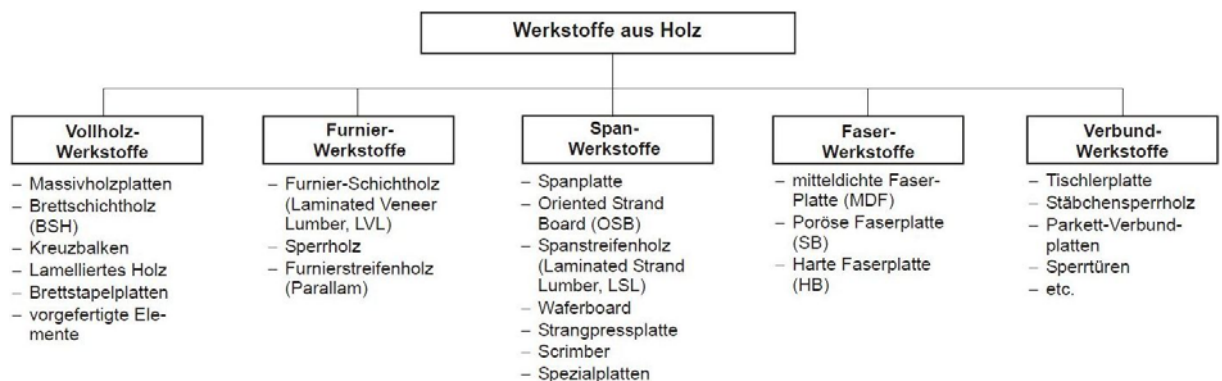 Werkstoffe aus Holz
Vollholz-
Werkstoffe
– Massivholzplatten
– Brettschichtholz
(BSH)
– Kreuzbalken
– Lamelliertes Holz
– Brettstapelplatten
– vorgefertigte Ele-
mente
Furnier-
Werkstoffe
– Furnier-Schichtholz
(Laminated Veneer
Lumber, LVL)
– Sperrholz
– Furnierstreifenholz
(Parallam)
Span-
Werkstoffe
– Spanplatte
– Oriented Strand
Board (OSB)
– Spanstreifenholz
(Laminated Strand
Lumber, LSL)
– Waferboard
– Strangpressplatte
– Scrimber
– Spezialplatten
Faser-
Werkstoffe
– mitteldichte Faser-
Platte (MDF)
– Poröse Faserplatte
(SB)
– Harte Faserplatte
(HB)
Verbund-
Werkstoffe
– Tischlerplatte
– Stäbchensperrholz
– Parkett-Verbund-
platten
– Sperrtüren
– etc.